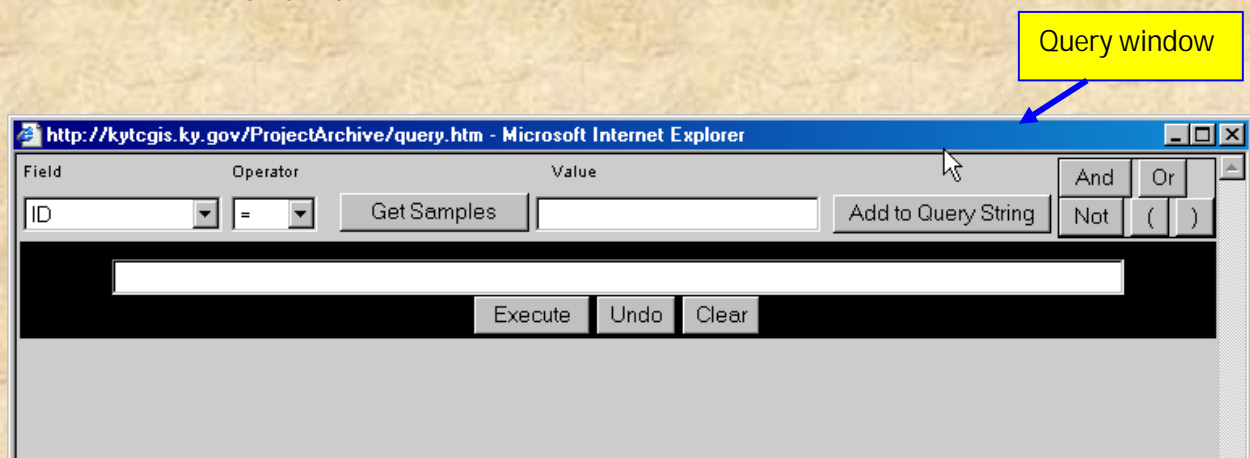 Query window
http://kytcgis.ky.gov/ProjectArchive/query.htm - Microsoft Internet Explorer
Field Operator Value
And Or
ID = Get Samples Add to Query String
Not ( )
Execute Undo Clear